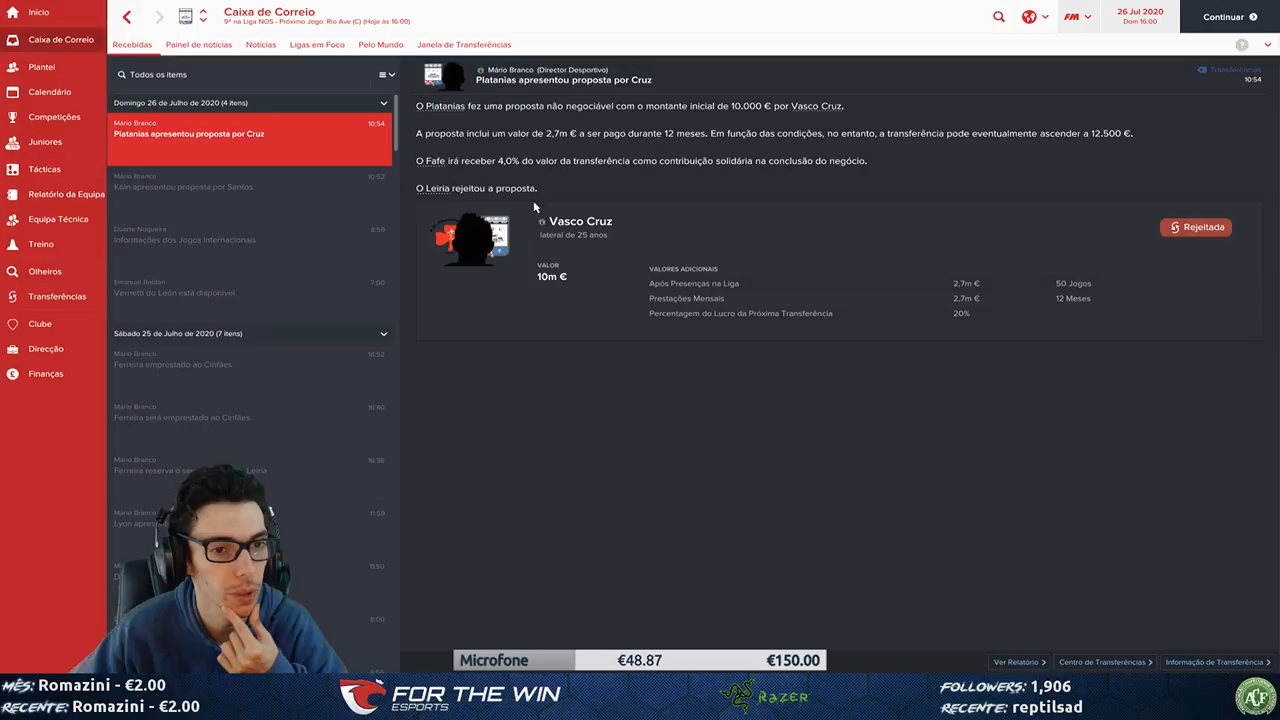 Início
Caixa de Correio
Plantel
Calendário
Competições
Juniores
Tácticas
Relatório da Equipa
Equipa Técnica
Treino
Olheiros
Transferências
Clube
Direcção
Finanças
Caixa de Correio
9º na Liga NOS - Próximo Jogo: Rio Ave (C) (Hoje às 16:00)
FM
26 Jul 2020
Dom 16:00
Continuar
Recebidas
Painel de notícias
Notícias
Ligas em Foco
Pelo Mundo
Janela de Transferências
Todos os items
Domingo 26 de Julho de 2020 (4 itens)
Mário Branco 10:54
Platanias apresentou proposta por Cruz
Mário Branco 10:52
Köln apresentou proposta por Santos
Duarte Nogueira 8:59
Informações dos Jogos Internacionais
Emanuel Roldán 7:00
Vermetti do León está disponível
Sábado 25 de Julho de 2020 (7 itens)
Mário Branco 16:52
Ferreira emprestado ao Cinfães
Mário Branco 16:40
Ferreira será emprestado ao Cinfães
Mário Branco 16:36
Ferreira reserva o Leiria
Mário Branco 11:59
Lyon
11:50
9:00
Mário Branco (Director Desportivo)
Platanias apresentou proposta por Cruz
Transferências
10:54
O Platanias fez uma proposta não negociável com o montante inicial de 10.000 € por Vasco Cruz.
A proposta inclui um valor de 2,7m € a ser pago durante 12 meses. Em função das condições, no entanto, a transferência pode eventualmente ascender a 12.500 €.
O Fafe irá receber 4,0% do valor da transferência como contribuição solidária na conclusão do negócio.
O Leiria rejeitou a proposta.
Vasco Cruz
lateral de 25 anos
Rejeitada
VALOR
10m €
VALORES ADICIONAIS
Após Presenças na Liga 2,7m € 50 Jogos
Prestações Mensais 2,7m € 12 Meses
Percentagem do Lucro da Próxima Transferência 20%
Ver Relatório
Centro de Transferências
Informação de Transferência
Microfone €48.87 €150.00
MÊS: Romazini - €2.00
RECENTE: Romazini - €2.00
FOR THE WIN
ESPORTS
RAZER
FOLLOWERS: 1,906
RECENTE: reptilsad